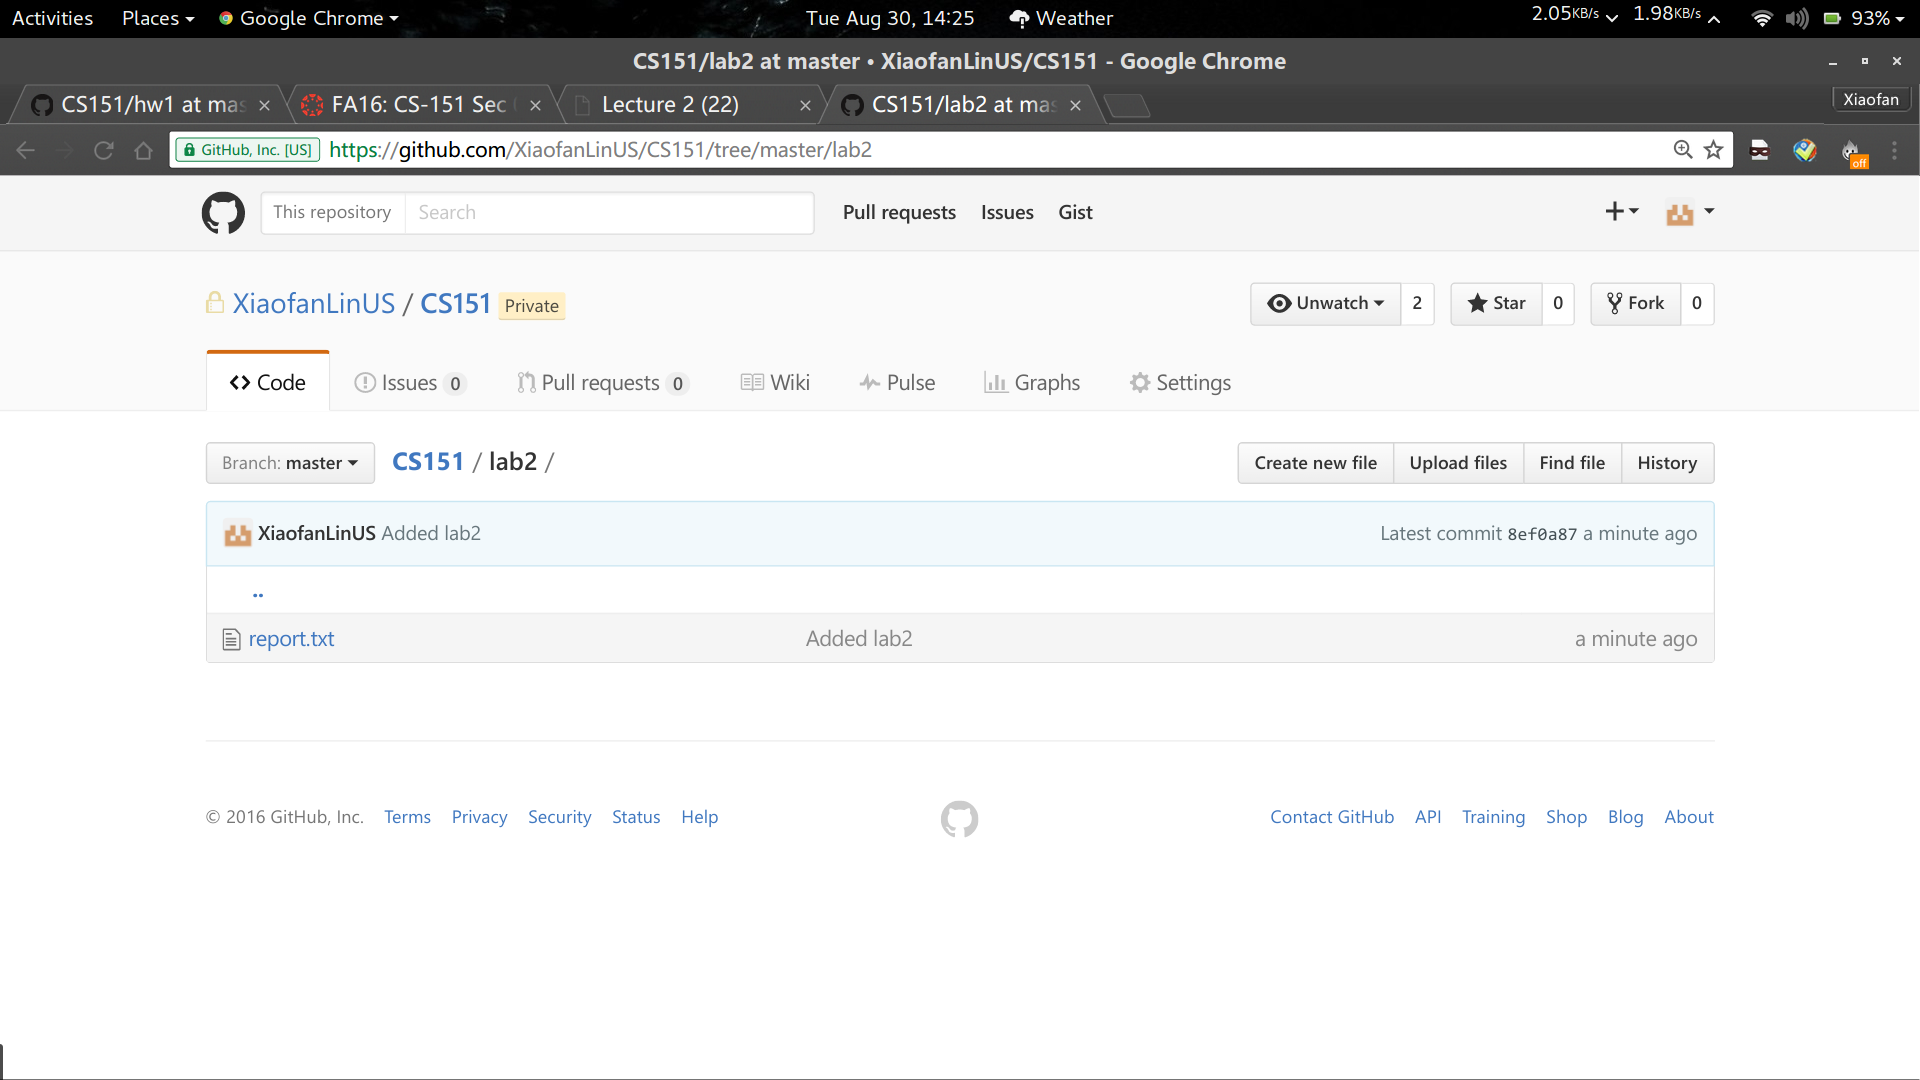 Activities Places Google Chrome Tue Aug 30, 14:25 Weather 2.05KB/s 1.98KB/s 93%
CS151/lab2 at master • XiaofanLinUS/CS151 - Google Chrome
CS151/hw1 at mas FA16: CS-151 Sec Lecture 2 (22) CS151/lab2 at mas Xiaofan
GitHub, Inc. [US] https://github.com/XiaofanLinUS/CS151/tree/master/lab2 off
This repository Search Pull requests Issues Gist
XiaofanLinUS / CS151 Private Unwatch 2 Star 0 Fork 0
Code Issues 0 Pull requests 0 Wiki Pulse Graphs Settings
Branch: master CS151 / lab2 / Create new file Upload files Find file History
XiaofanLinUS Added lab2 Latest commit 8ef0a87 a minute ago
..
report.txt Added lab2 a minute ago
© 2016 GitHub, Inc. Terms Privacy Security Status Help Contact GitHub API Training Shop Blog About